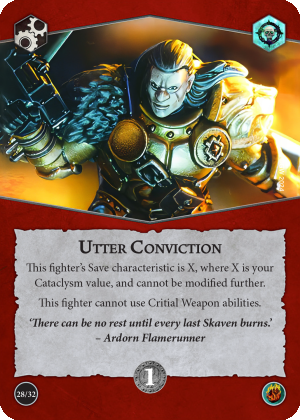 UTTER CONVICTION
This fighter's Save characteristic is X, where X is your
Cataclysm value, and cannot be modified further.
This fighter cannot use Critial Weapon abilities.
'There can be no rest until every last Skaven burns.'
– Ardorn Flamerunner
28/32
1